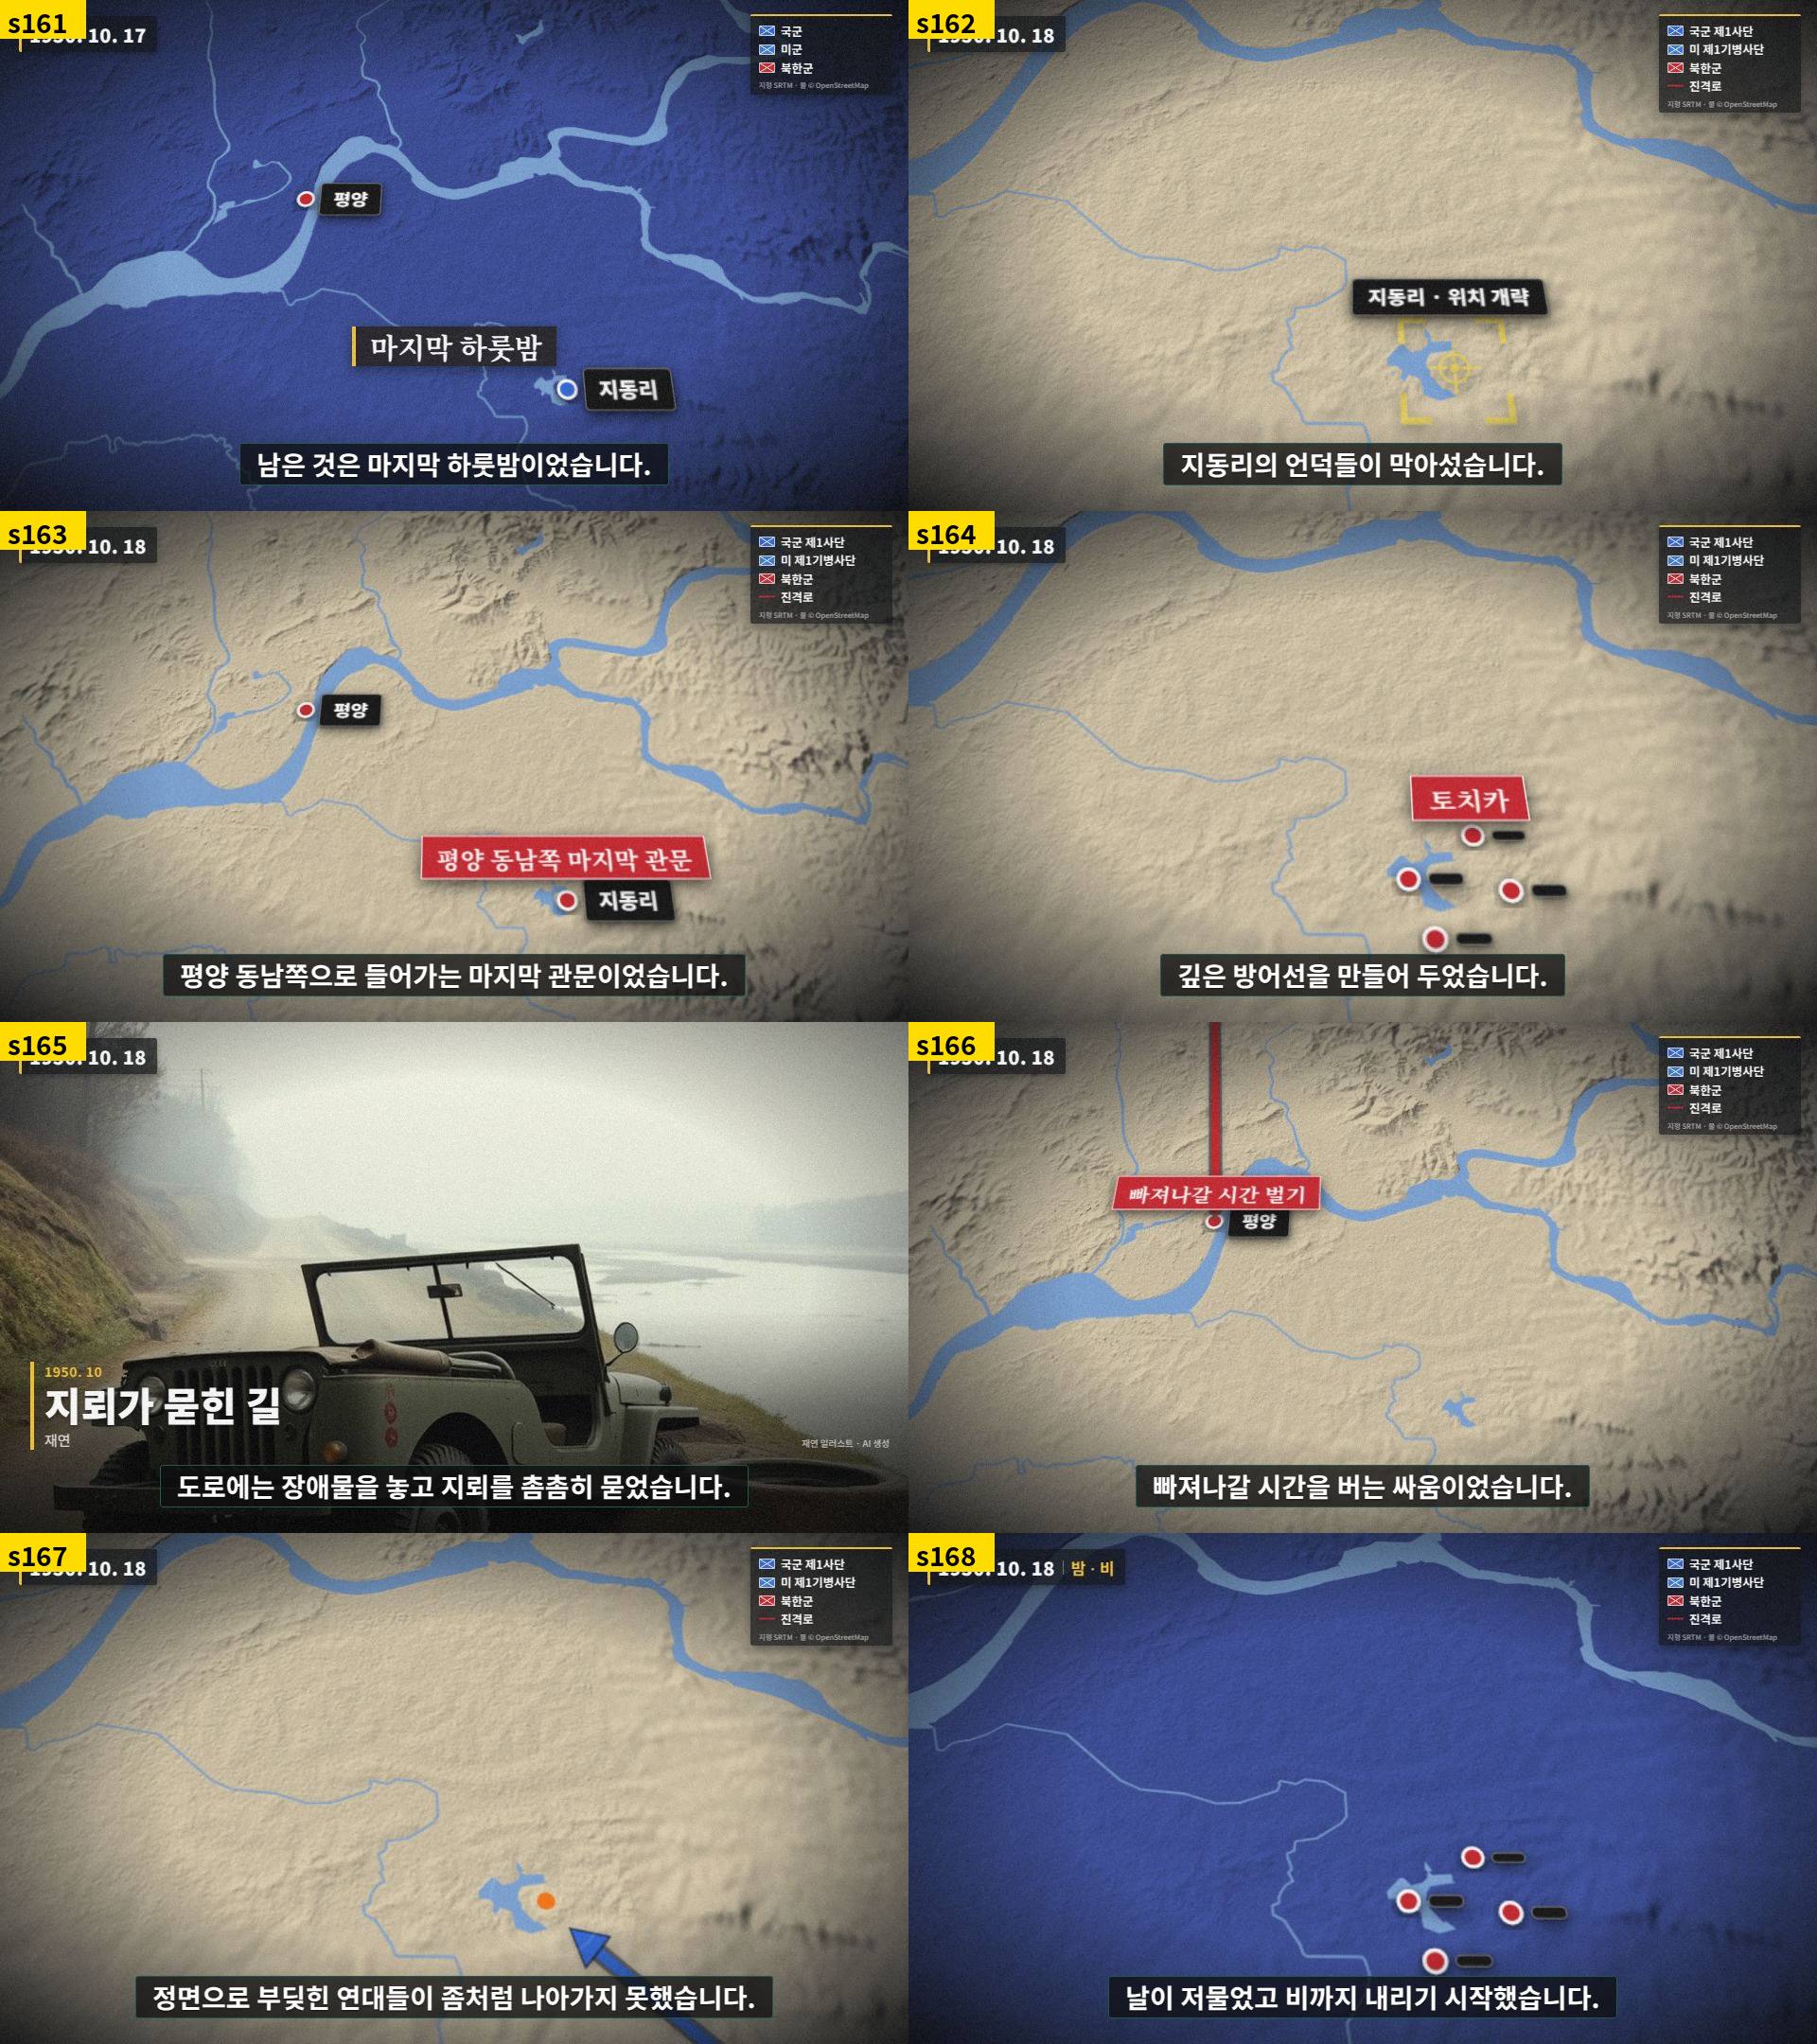 s161
10. 17
국군
미군
북한군
지형 SRTM · 물 © OpenStreetMap
평양
마지막 하룻밤
지동리
남은 것은 마지막 하룻밤이었습니다.
s162
1950. 10. 18
국군 제1사단
미 제1기병사단
북한군
진격로
지형 SRTM · 물 © OpenStreetMap
지동리 · 위치 개략
지동리의 언덕들이 막아섰습니다.
s163
10. 18
국군 제1사단
미 제1기병사단
북한군
진격로
지형 SRTM · 물 © OpenStreetMap
평양
평양 동남쪽 마지막 관문
지동리
평양 동남쪽으로 들어가는 마지막 관문이었습니다.
s164
1950. 10. 18
국군 제1사단
미 제1기병사단
북한군
진격로
지형 SRTM · 물 © OpenStreetMap
토치카
깊은 방어선을 만들어 두었습니다.
s165
10. 18
1950. 10
지뢰가 묻힌 길
재연
재연 일러스트 · AI 생성
도로에는 장애물을 놓고 지뢰를 촘촘히 묻었습니다.
s166
1950. 10. 18
국군 제1사단
미 제1기병사단
북한군
진격로
지형 SRTM · 물 © OpenStreetMap
빠져나갈 시간 벌기
평양
빠져나갈 시간을 버는 싸움이었습니다.
s167
10. 18
국군 제1사단
미 제1기병사단
북한군
진격로
지형 SRTM · 물 © OpenStreetMap
정면으로 부딪힌 연대들이 좀처럼 나아가지 못했습니다.
s168
1950. 10. 18 밤 · 비
국군 제1사단
미 제1기병사단
북한군
진격로
지형 SRTM · 물 © OpenStreetMap
날이 저물었고 비까지 내리기 시작했습니다.